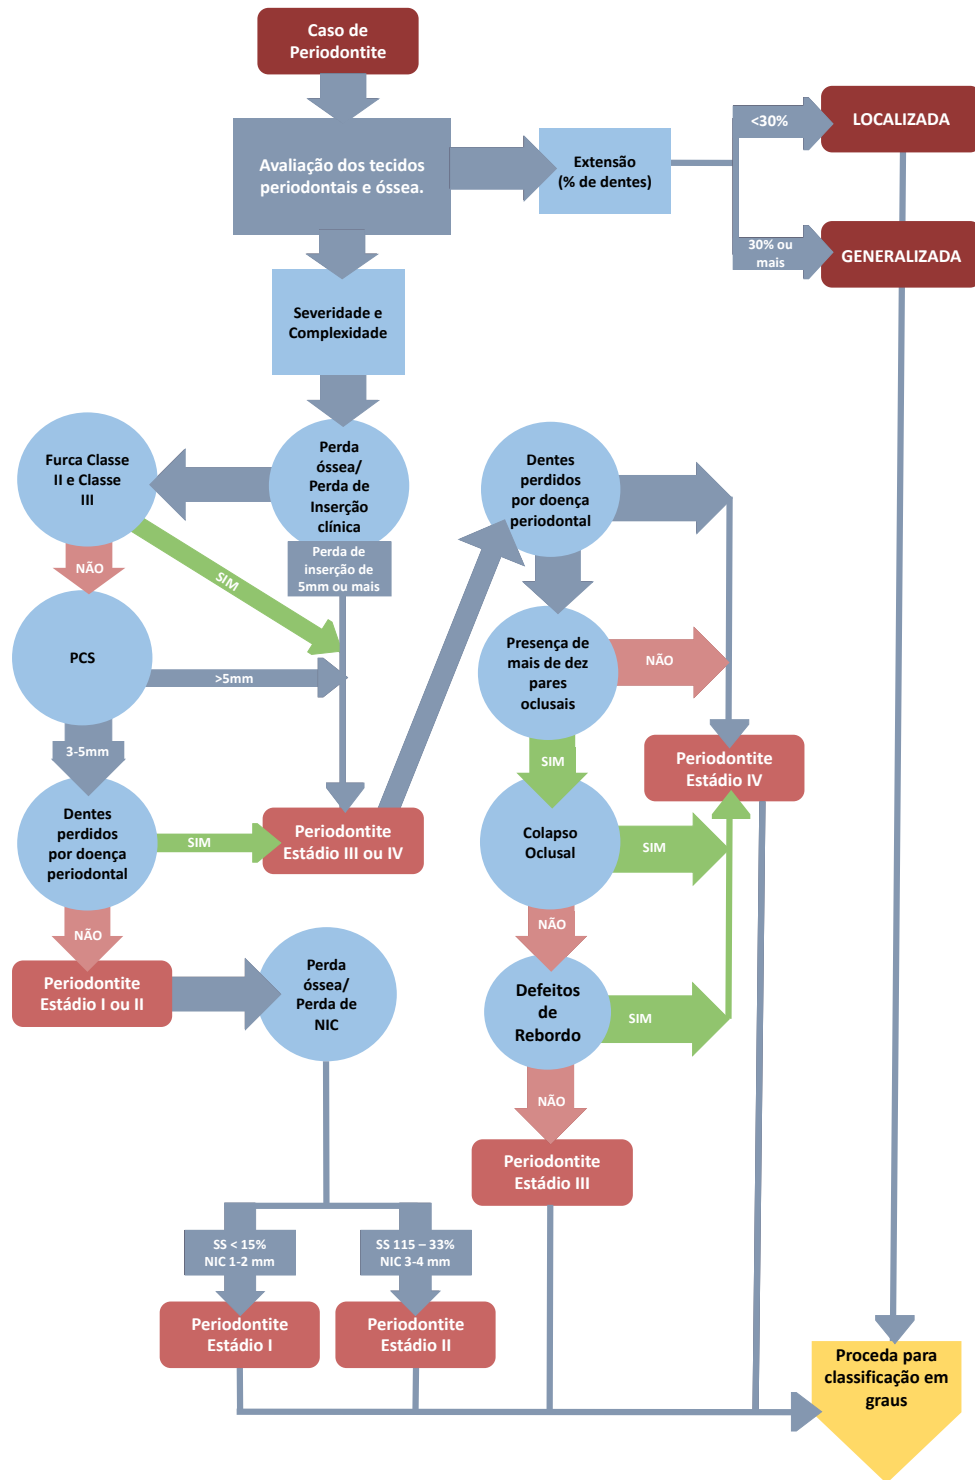 Caso de
Periodontite
Avaliação dos tecidos
periodontais e óssea.
Extensão
(% de dentes)
<30%
LOCALIZADA
30% ou
mais
GENERALIZADA
Severidade e
Complexidade
Perda
óssea/
Perda de
Inserção
clínica
Perda de
inserção de
5mm ou mais
Furca Classe
II e Classe
III
NÃO
SIM
PCS
>5mm
3-5mm
Dentes
perdidos
por doença
periodontal
SIM
NÃO
Periodontite
Estádio III ou IV
Periodontite
Estádio I ou II
Perda
óssea/
Perda de
NIC
SS < 15%
NIC 1-2 mm
SS 115 – 33%
NIC 3-4 mm
Periodontite
Estádio I
Periodontite
Estádio II
Dentes
perdidos
por doença
periodontal
Presença de
mais de dez
pares
oclusais
NÃO
SIM
Periodontite
Estádio IV
Colapso
Oclusal
SIM
NÃO
Defeitos
de
Rebordo
SIM
NÃO
Periodontite
Estádio III
Proceda para
classificação em
graus